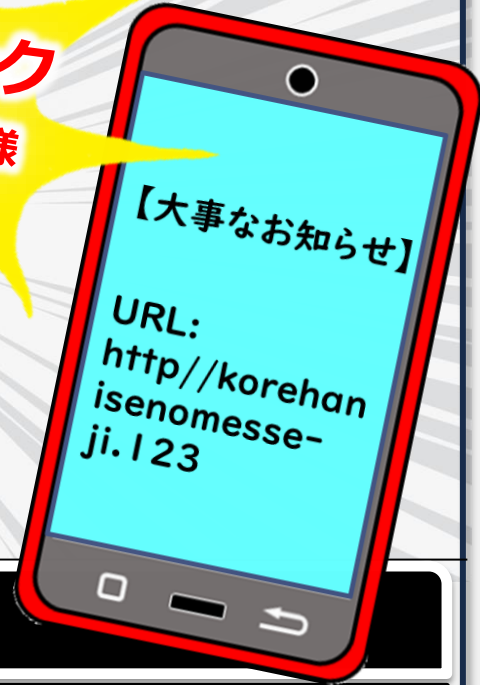 ク
様
【大事なお知らせ】
URL:
http//korehan
isenomesse-
ji.123